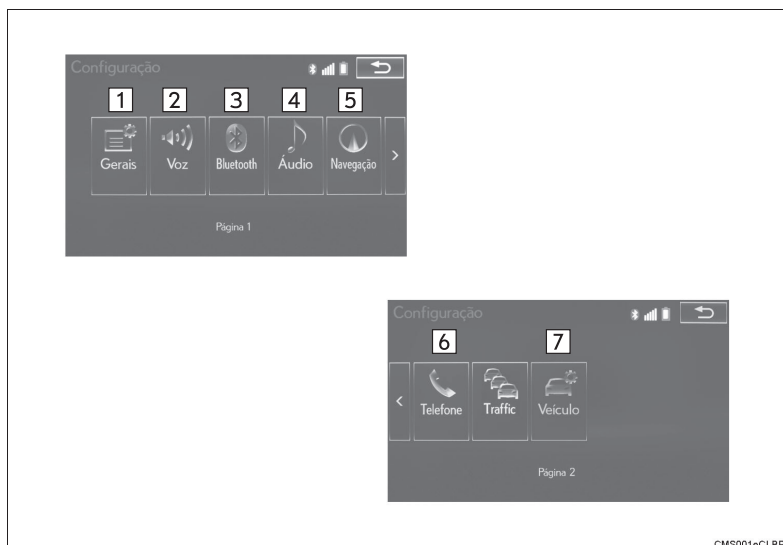 Configuração
1 2 3 4 5
Gerais Voz Bluetooth Áudio Navegação >
Página 1
Configuração
6 7
< Telefone Traffic Veículo
Página 2